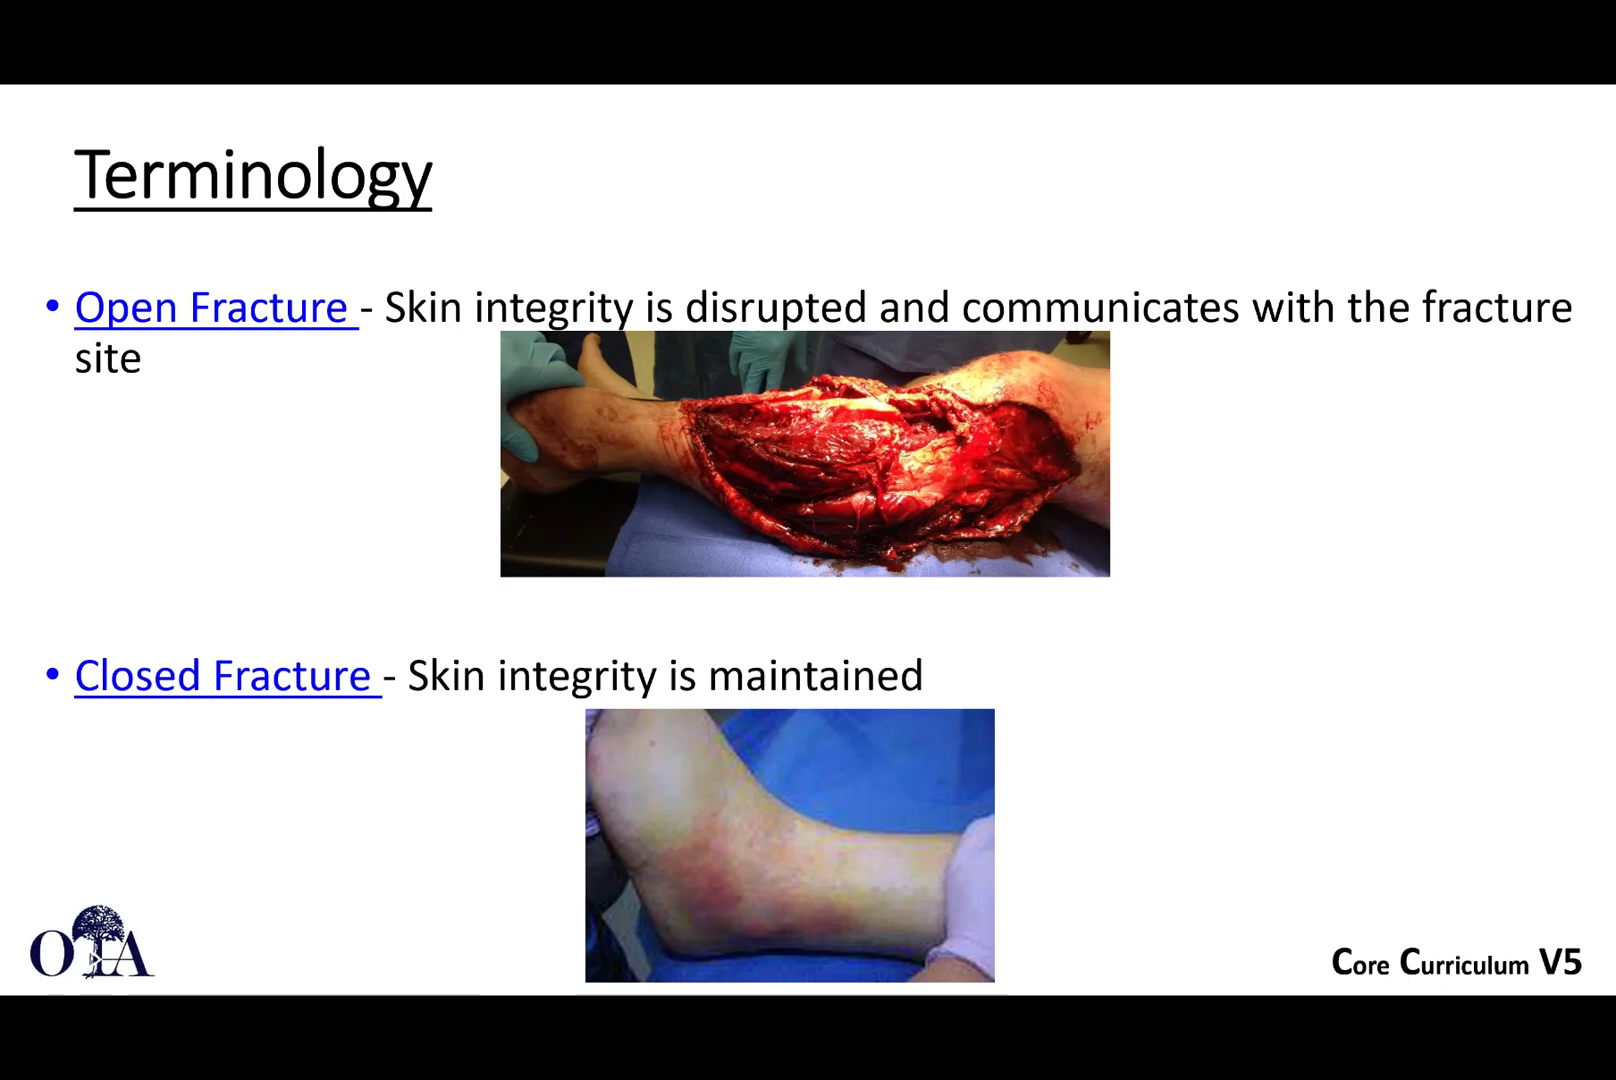 Terminology
• Open Fracture - Skin integrity is disrupted and communicates with the fracture
site
• Closed Fracture - Skin integrity is maintained
OTA
Core Curriculum V5